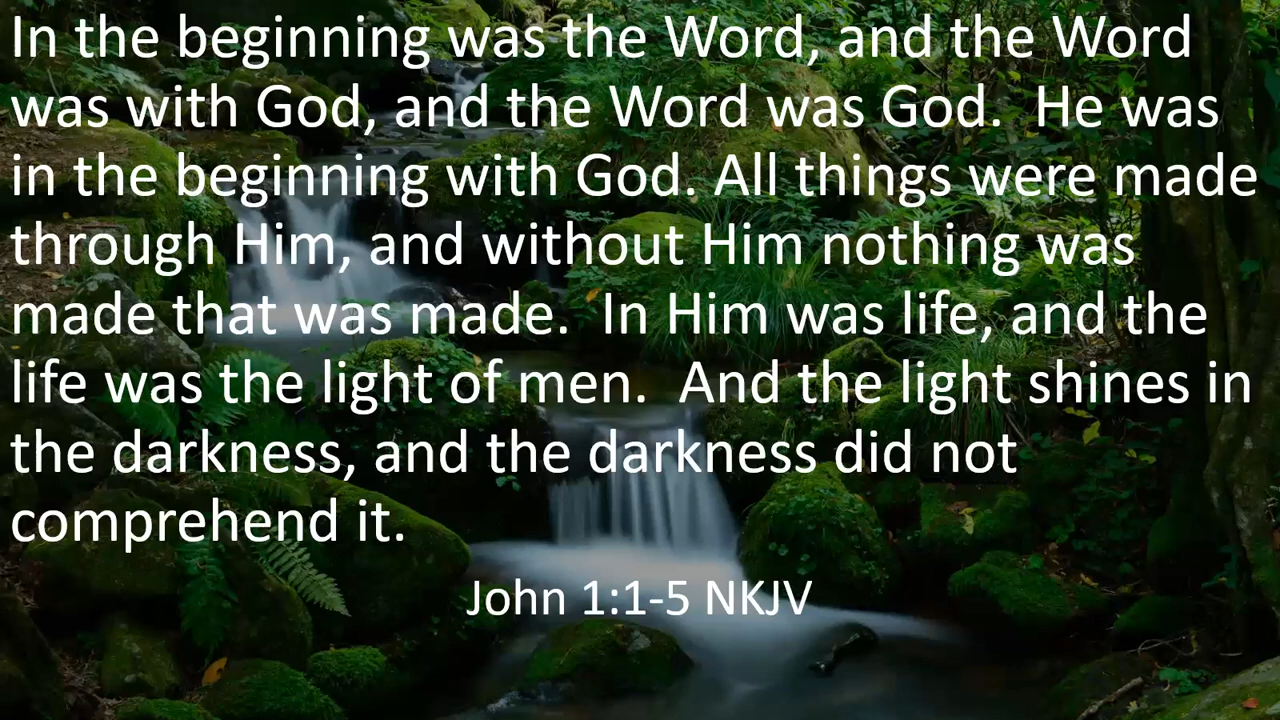 In the beginning was the Word, and the Word
was with God, and the Word was God.  He was
in the beginning with God. All things were made
through Him, and without Him nothing was
made that was made.  In Him was life, and the
life was the light of men.  And the light shines in
the darkness, and the darkness did not
comprehend it.
John 1:1-5 NKJV